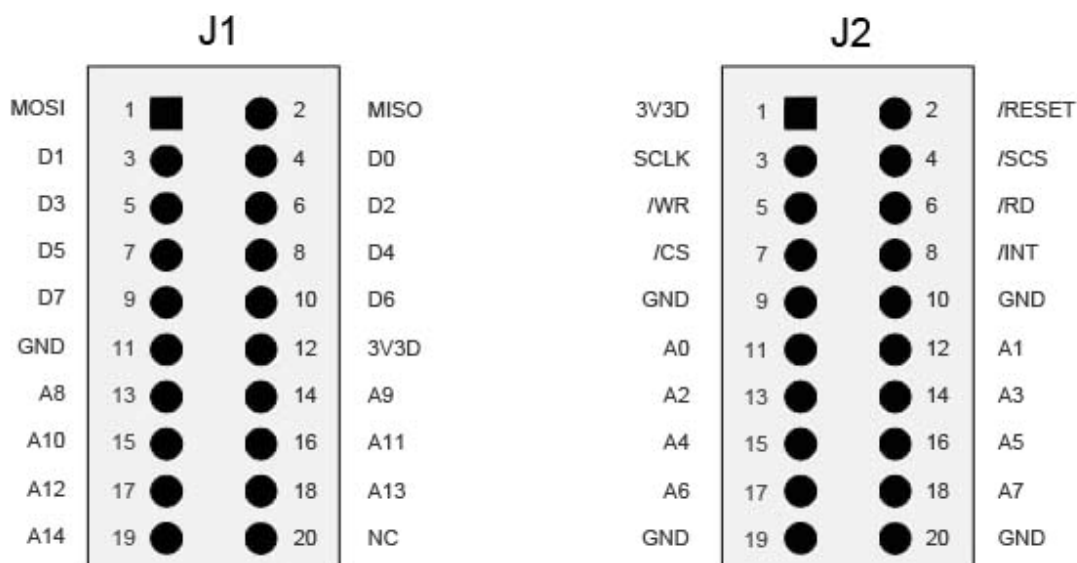 J1 J2
MOSI 1 2 MISO 3V3D 1 2 /RESET
D1 3 4 D0 SCLK 3 4 /SCS
D3 5 6 D2 /WR 5 6 /RD
D5 7 8 D4 /CS 7 8 /INT
D7 9 10 D6 GND 9 10 GND
GND 11 12 3V3D A0 11 12 A1
A8 13 14 A9 A2 13 14 A3
A10 15 16 A11 A4 15 16 A5
A12 17 18 A13 A6 17 18 A7
A14 19 20 NC GND 19 20 GND